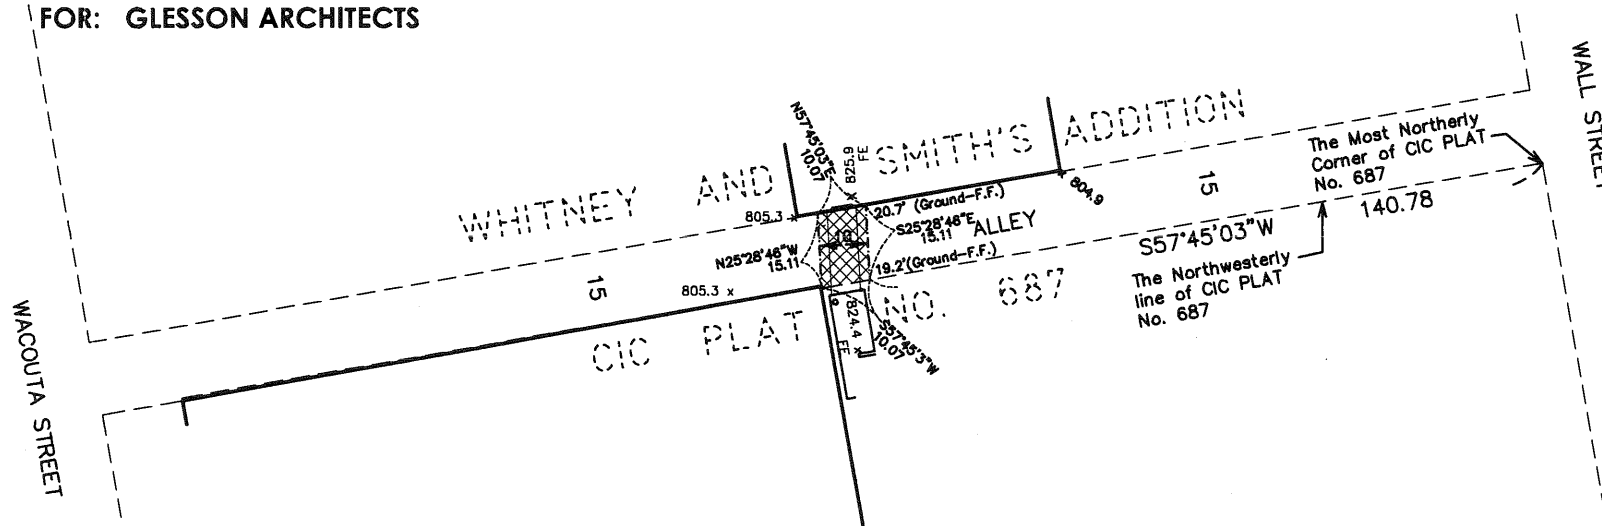 FOR: GLESSON ARCHITECTS
WALL STREET
WHITNEY AND SMITH'S ADDITION
The Most Northerly
Corner of CIC PLAT
No. 687
N57°45'03"E
10.07
825.9
FE
804.9
805.3
20.7' (Ground-F.F.)
S25°28'46"E
15.11
ALLEY
15
140.78
S57°45'03"W
10
N25°28'46"W
15.11
19.2'(Ground-F.F.)
The Northwesterly
line of CIC PLAT
No. 687
15
805.3
CIC PLAT NO. 687
824.4
FE
S57°45'3"W
10.07
WACOUTA STREET